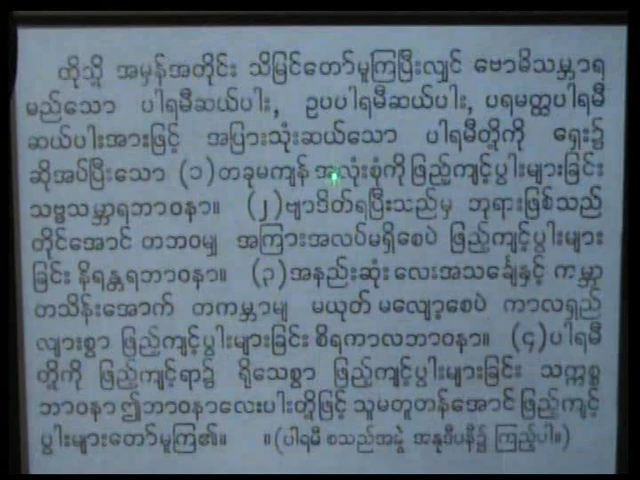 ထိုသို့ အမှန်အတိုင်း သိမြင်တော်မူကြပြီးလျှင် ဗောဓိသမ္ဘာရ
မည်သော ပါရမီဆယ်ပါး, ဥပပါရမီဆယ်ပါး, ပရမတ္ထပါရမီ
ဆယ်ပါးအားဖြင့် အပြားသုံးဆယ်သော ပါရမီတို့ကို ရှေး၌
ဆိုအပ်ပြီးသော (၁) တခုမကျန် အလုံးစုံကို ဖြည့်ကျင့်ပွါးများခြင်း
သဗ္ဗသမ္ဘာရဘာဝနာ။ (၂) ဗျာဒိတ်ရပြီးသည်မှ ဘုရားဖြစ်သည်
တိုင်အောင် တဘဝမျှ အကြားအလပ်မရှိစေပဲ ဖြည့်ကျင့်ပွါးများ
ခြင်း နိရန္တရဘာဝနာ။ (၃) အနည်းဆုံး လေးအသင်္ချေနှင့် ကမ္ဘာ
တသိန်းအောက် တကမ္ဘာမျှ မယုတ် မလျော့စေပဲ ကာလရှည်
လျားစွာ ဖြည့်ကျင့်ပွါးများခြင်း စိရကာလဘာဝနာ။ (၄) ပါရမီ
တို့ကို ဖြည့်ကျင့်ရာ၌ ရိုသေစွာ ဖြည့်ကျင့်ပွါးများခြင်း သက္ကစ္စ
ဘာဝနာ ဤဘာဝနာလေးပါးတို့ဖြင့် သူမတူတန်အောင် ဖြည့်ကျင့်
ပွါးများတော်မူကြ၏။ ။ (ပါရမီ စသည်အဖွဲ့ အနုဒီပနီ၌ ကြည့်ပါ။)